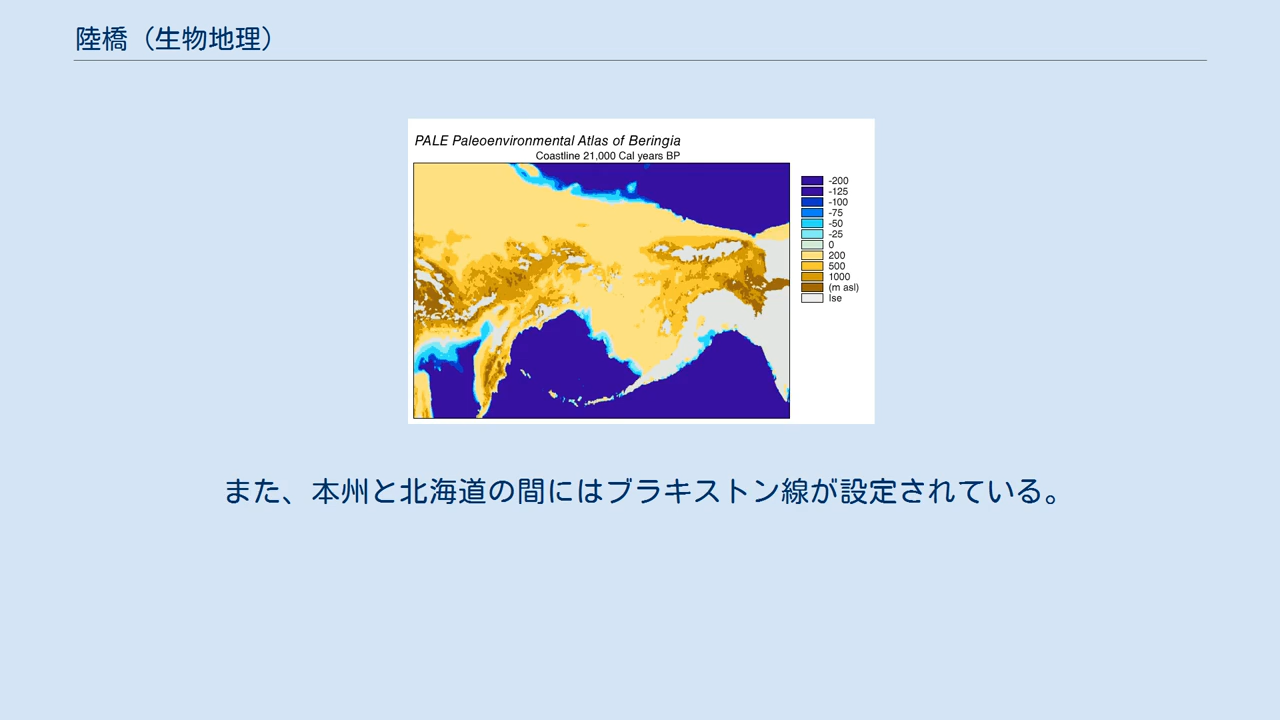 陸橋（生物地理）
PALE Paleoenvironmental Atlas of Beringia
Coastline 21,000 Cal years BP
-200
-125
-100
-75
-50
-25
0
200
500
1000
(m asl)
Ise
また、本州と北海道の間にはブラキストン線が設定されている。